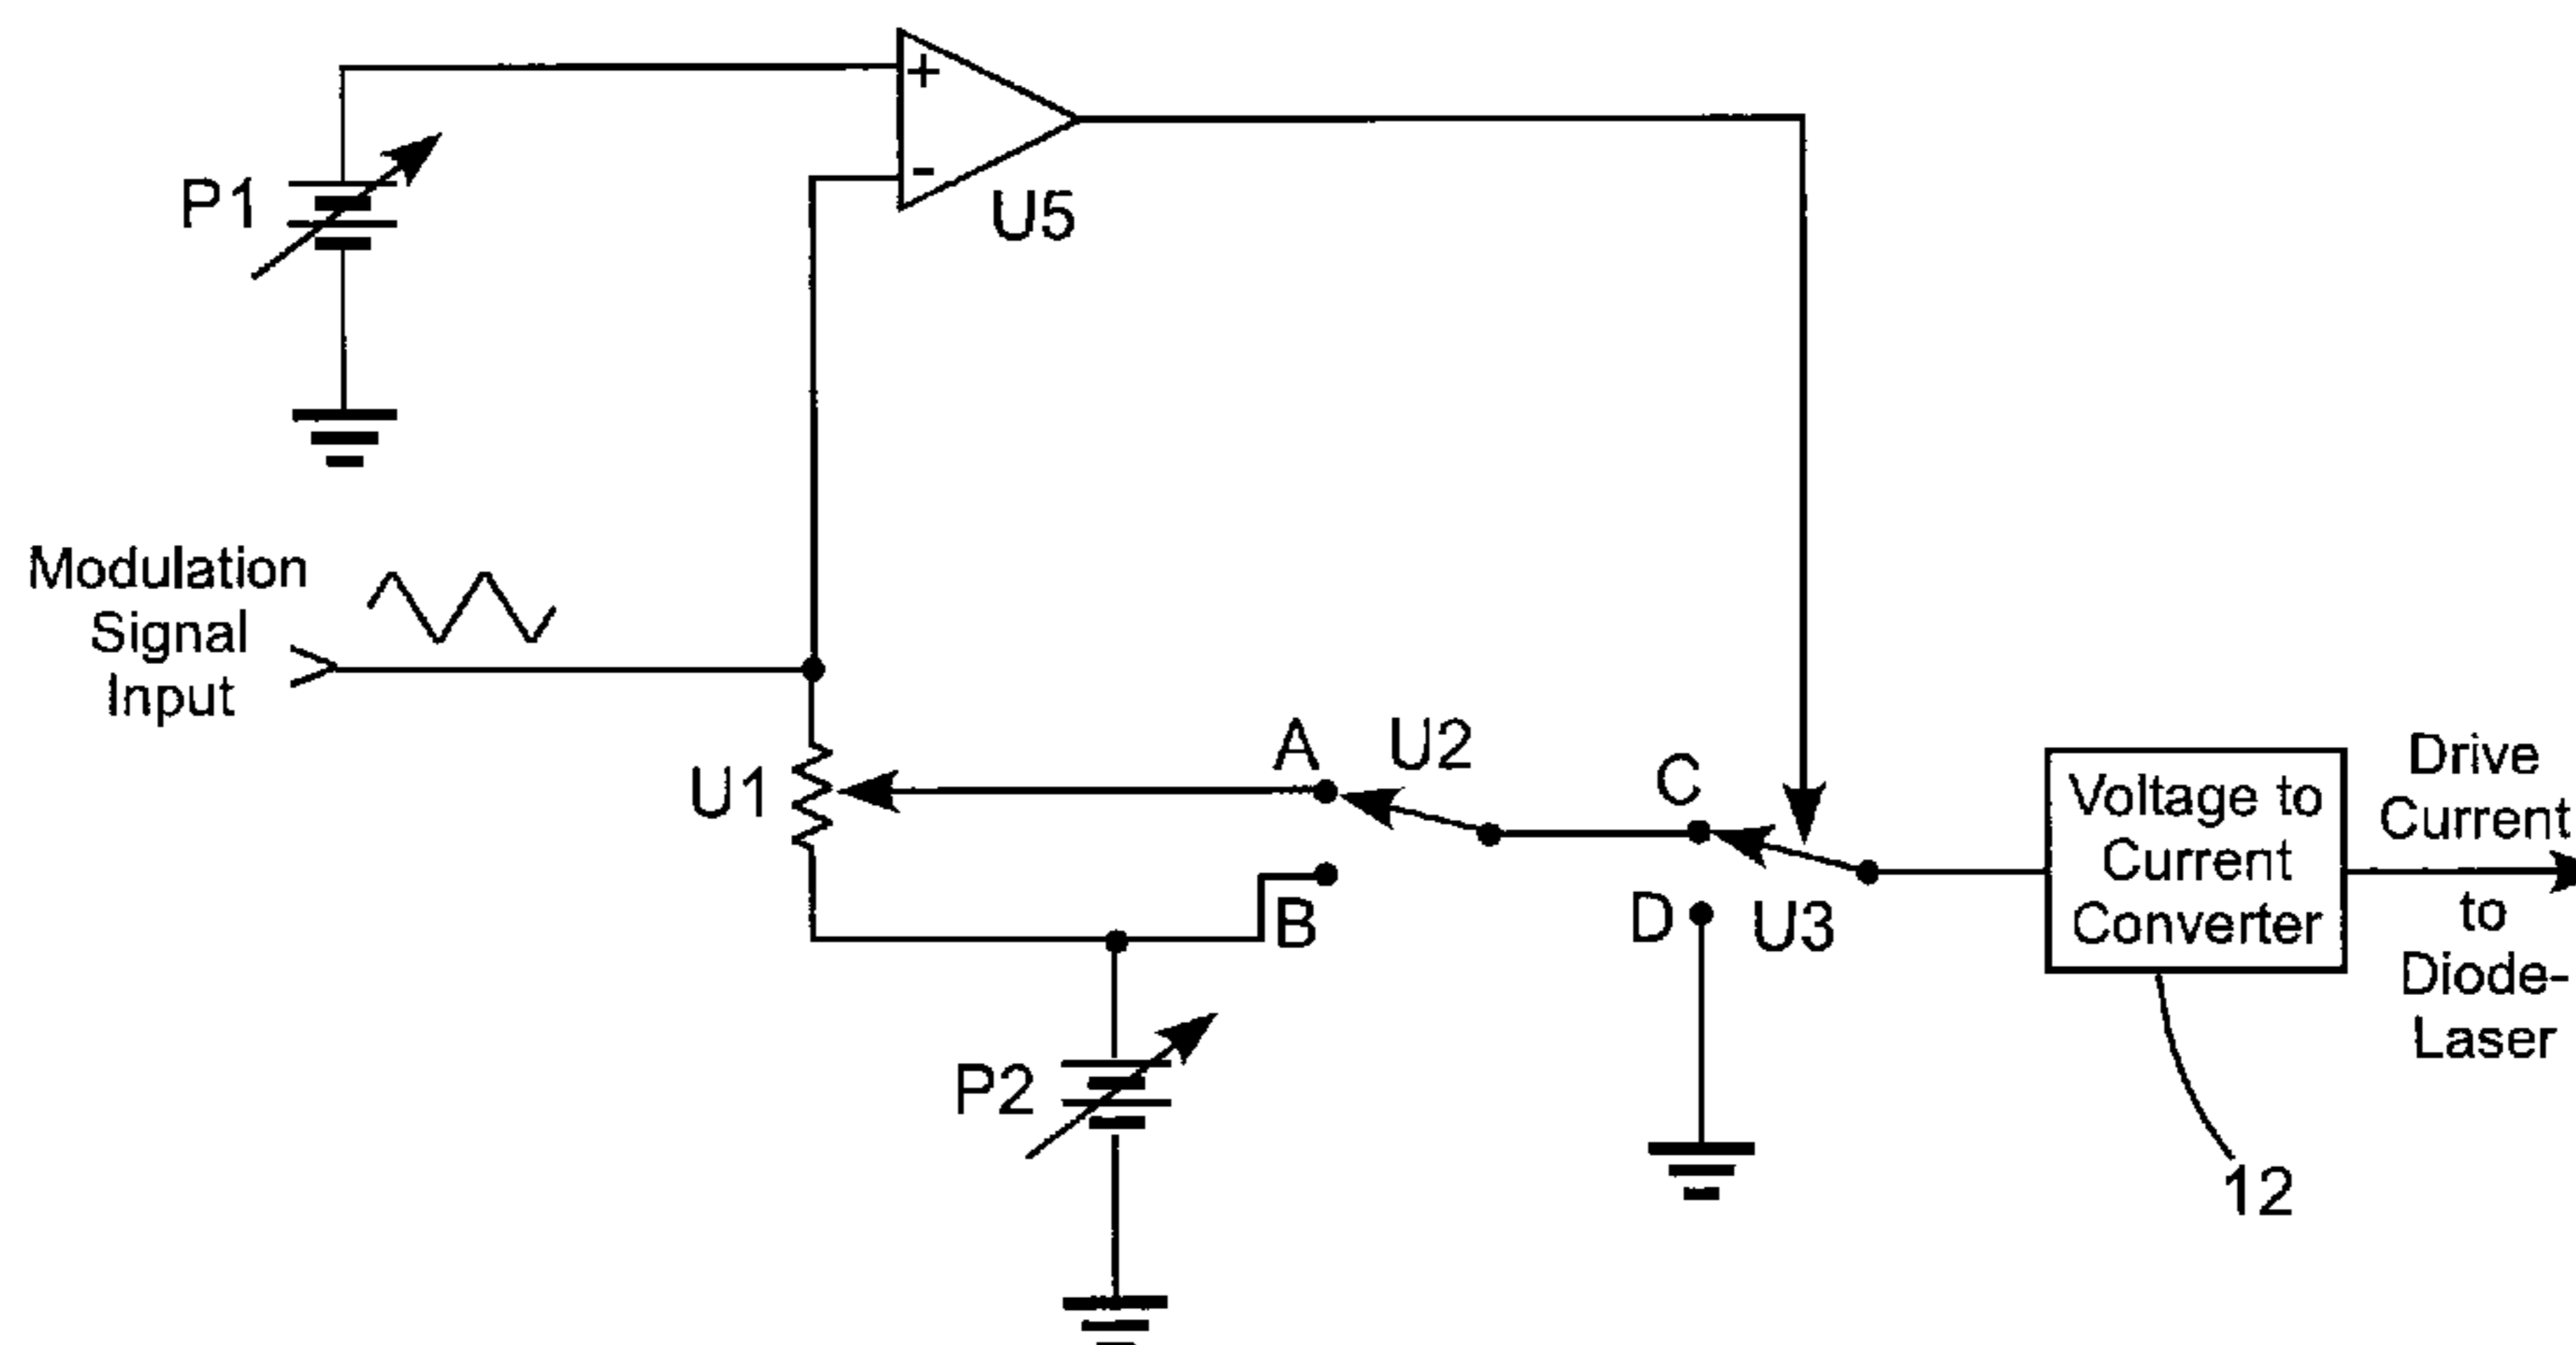 +
-
U5
P1
Modulation
Signal
Input
U1
A
U2
B
C
D
U3
Voltage to
Current
Converter
Drive
Current
to
Diode-
Laser
P2
12